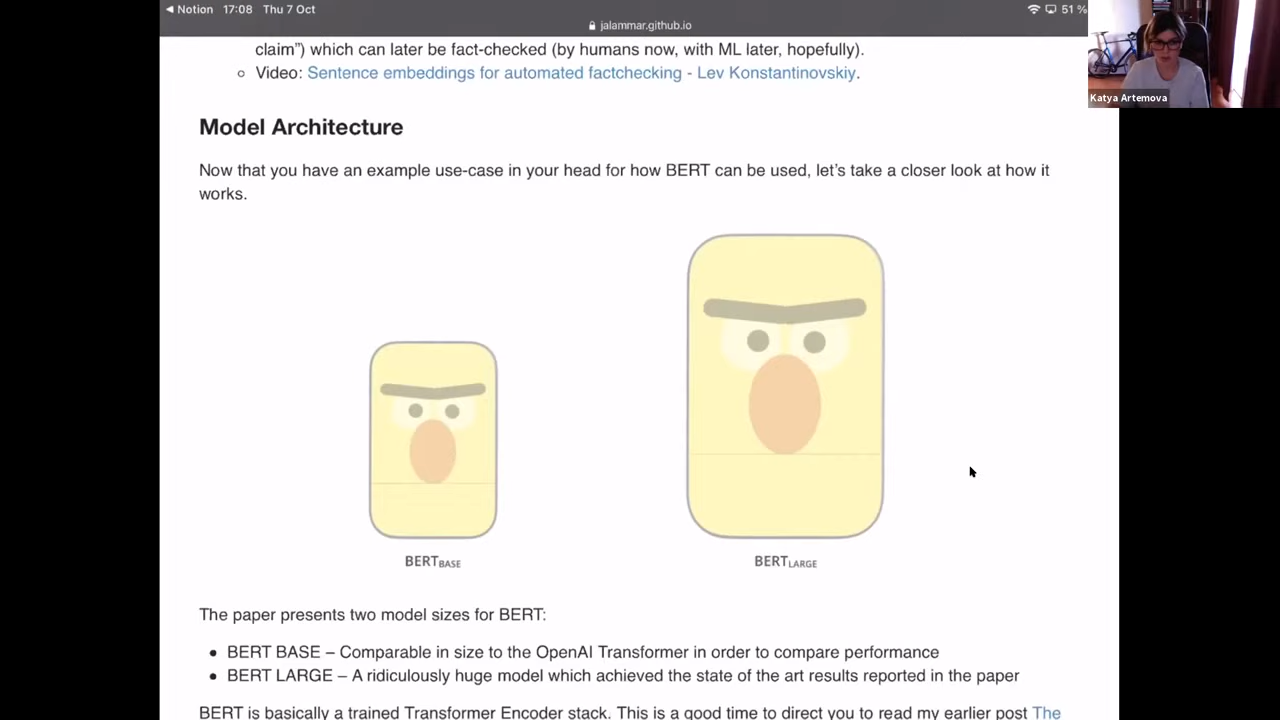 Notion 17:08 Thu 7 Oct 51 %
jalammar.github.io
Katya Artemova
claim”) which can later be fact-checked (by humans now, with ML later, hopefully).
Video: Sentence embeddings for automated factchecking - Lev Konstantinovskiy.
Model Architecture
Now that you have an example use-case in your head for how BERT can be used, let’s take a closer look at how it
works.
BERTBASE
BERTLARGE
The paper presents two model sizes for BERT:
BERT BASE – Comparable in size to the OpenAI Transformer in order to compare performance
BERT LARGE – A ridiculously huge model which achieved the state of the art results reported in the paper
BERT is basically a trained Transformer Encoder stack. This is a good time to direct you to read my earlier post The